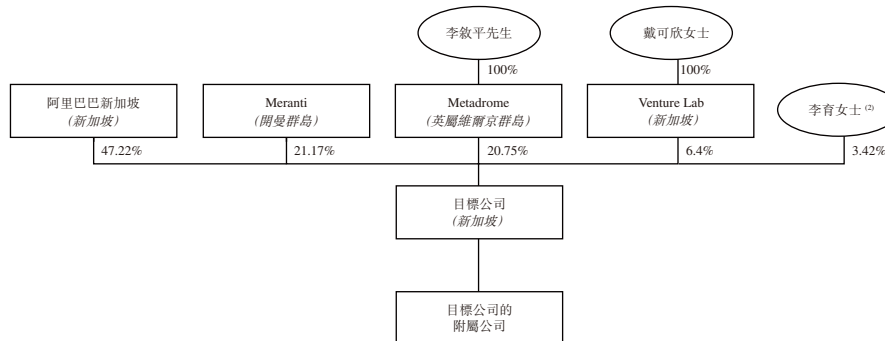 李敘平先生
戴可欣女士
100%
100%
阿里巴巴新加坡
(新加坡)
Meranti
(開曼群島)
Metadrome
(英屬維爾京群島)
Venture Lab
(新加坡)
李育女士 (2)
47.22%
21.17%
20.75%
6.4%
3.42%
目標公司
(新加坡)
目標公司的
附屬公司